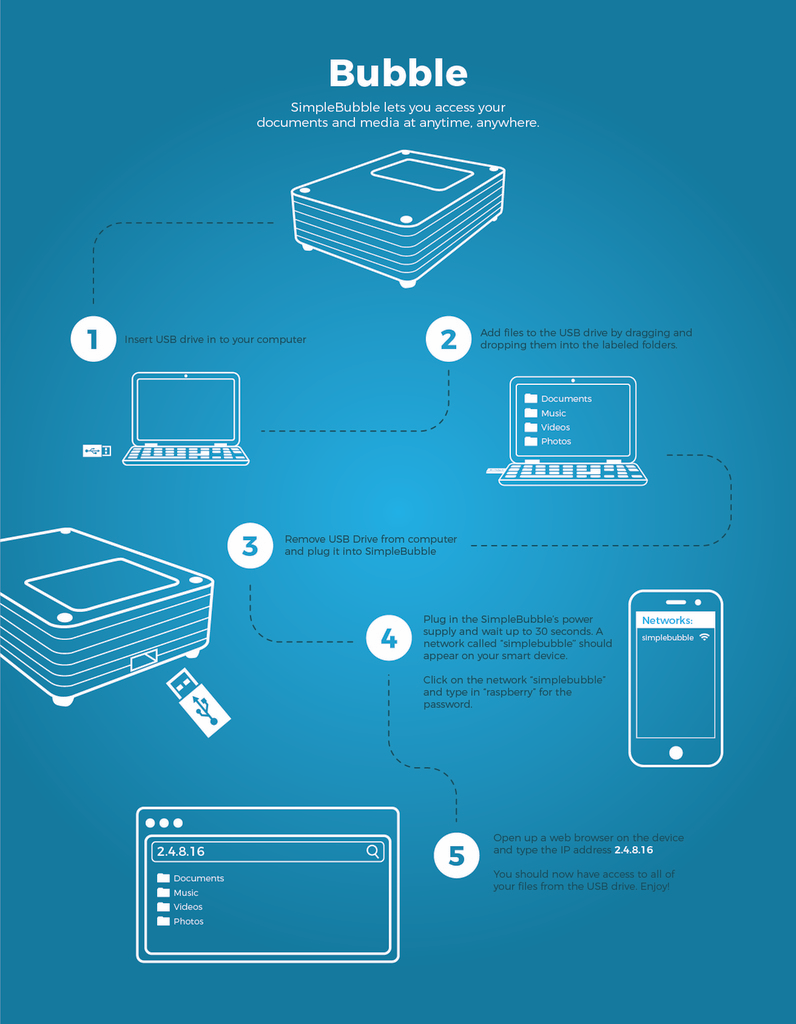 Bubble
SimpleBubble lets you access your
documents and media at anytime, anywhere.
1
Insert USB drive in to your computer
2
Add files to the USB drive by dragging and
dropping them into the labeled folders.
Documents
Music
Videos
Photos
3
Remove USB Drive from computer
and plug it into SimpleBubble
4
Plug in the SimpleBubble's power
supply and wait up to 30 seconds. A
network called "simplebubble" should
appear on your smart device.
Click on the network "simplebubble"
and type in "raspberry" for the
password.
Networks:
simplebubble
2.4.8.16
Documents
Music
Videos
Photos
5
Open up a web browser on the device
and type the IP address 2.4.8.16
You should now have access to all of
your files from the USB drive. Enjoy!